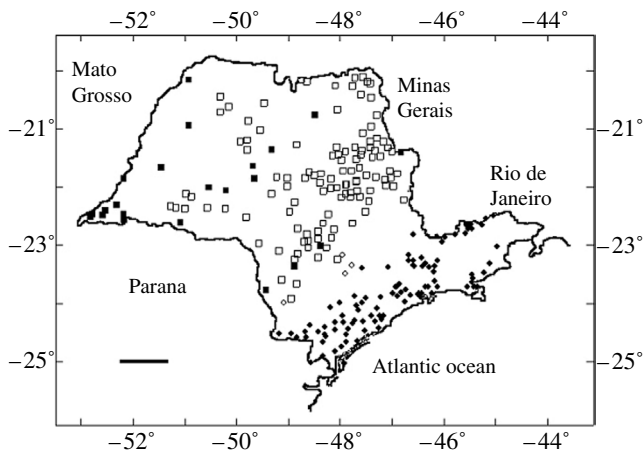 −52° −50° −48° −46° −44°
Mato
Grosso
Minas
Gerais
−21° −21°
Rio de
Janeiro
−23° −23°
Parana
−25° −25°
Atlantic ocean
−52° −50° −48° −46° −44°